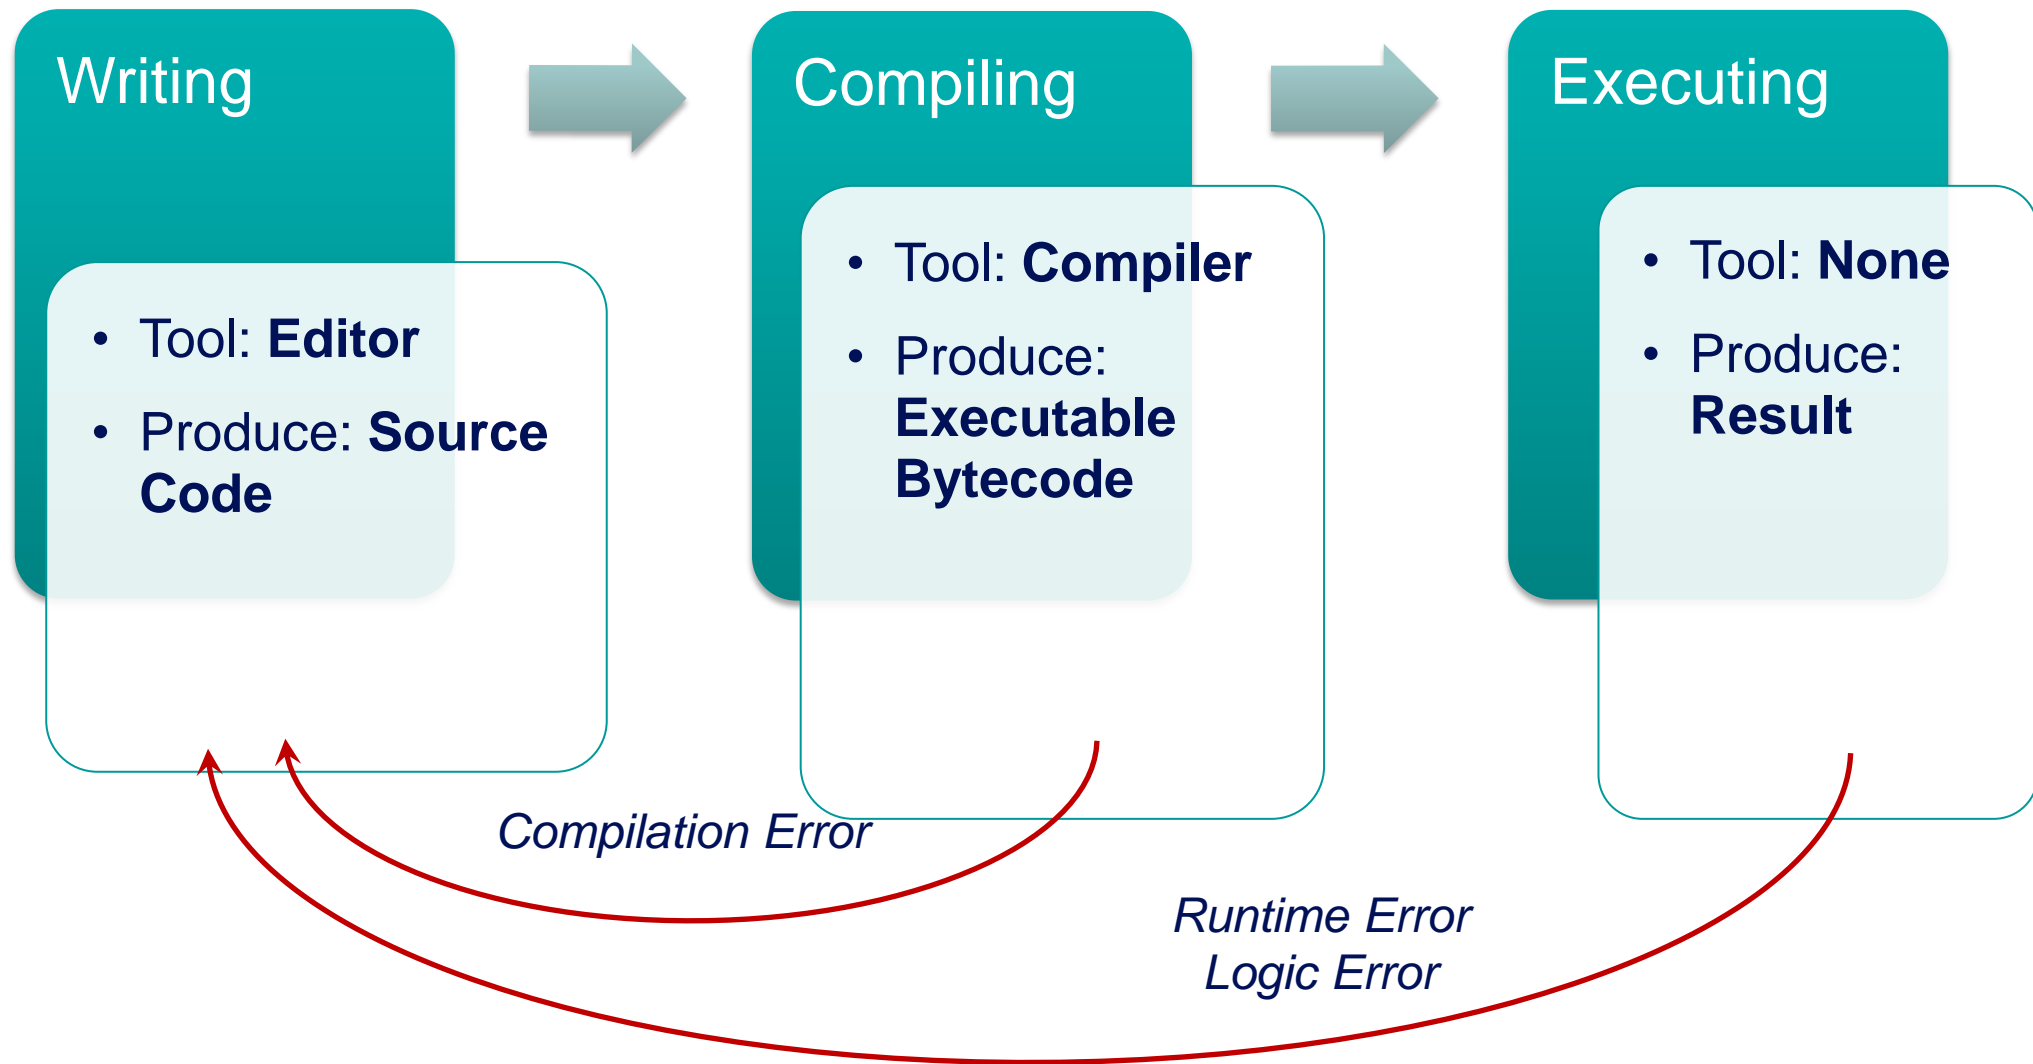 Writing
• Tool: Editor
• Produce: Source
Code
Compiling
• Tool: Compiler
• Produce:
Executable
Bytecode
Executing
• Tool: None
• Produce:
Result
Compilation Error
Runtime Error
Logic Error